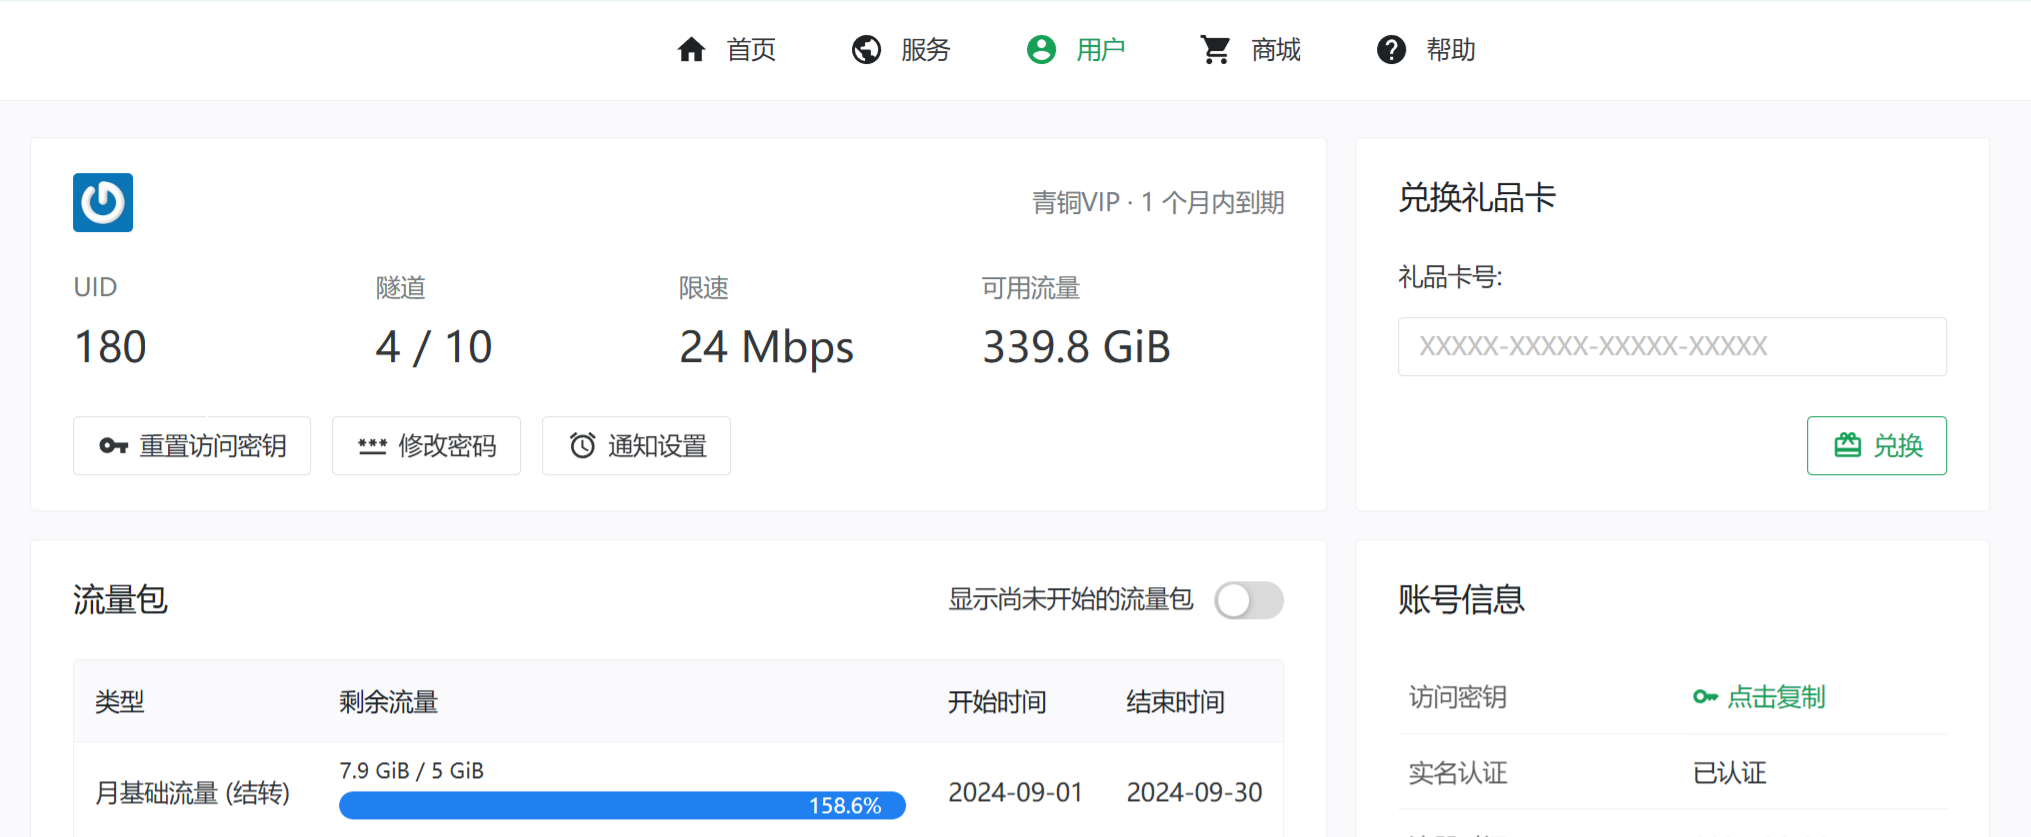 首页
服务
用户
商城
帮助
青铜VIP · 1 个月内到期
UID
隧道
限速
可用流量
180
4 / 10
24 Mbps
339.8 GiB
重置访问密钥
修改密码
通知设置
兑换礼品卡
礼品卡号:
XXXXX-XXXXX-XXXXX-XXXXX
兑换
流量包
显示尚未开始的流量包
类型
剩余流量
开始时间
结束时间
月基础流量 (结转)
7.9 GiB / 5 GiB
158.6%
2024-09-01
2024-09-30
账号信息
访问密钥
点击复制
实名认证
已认证